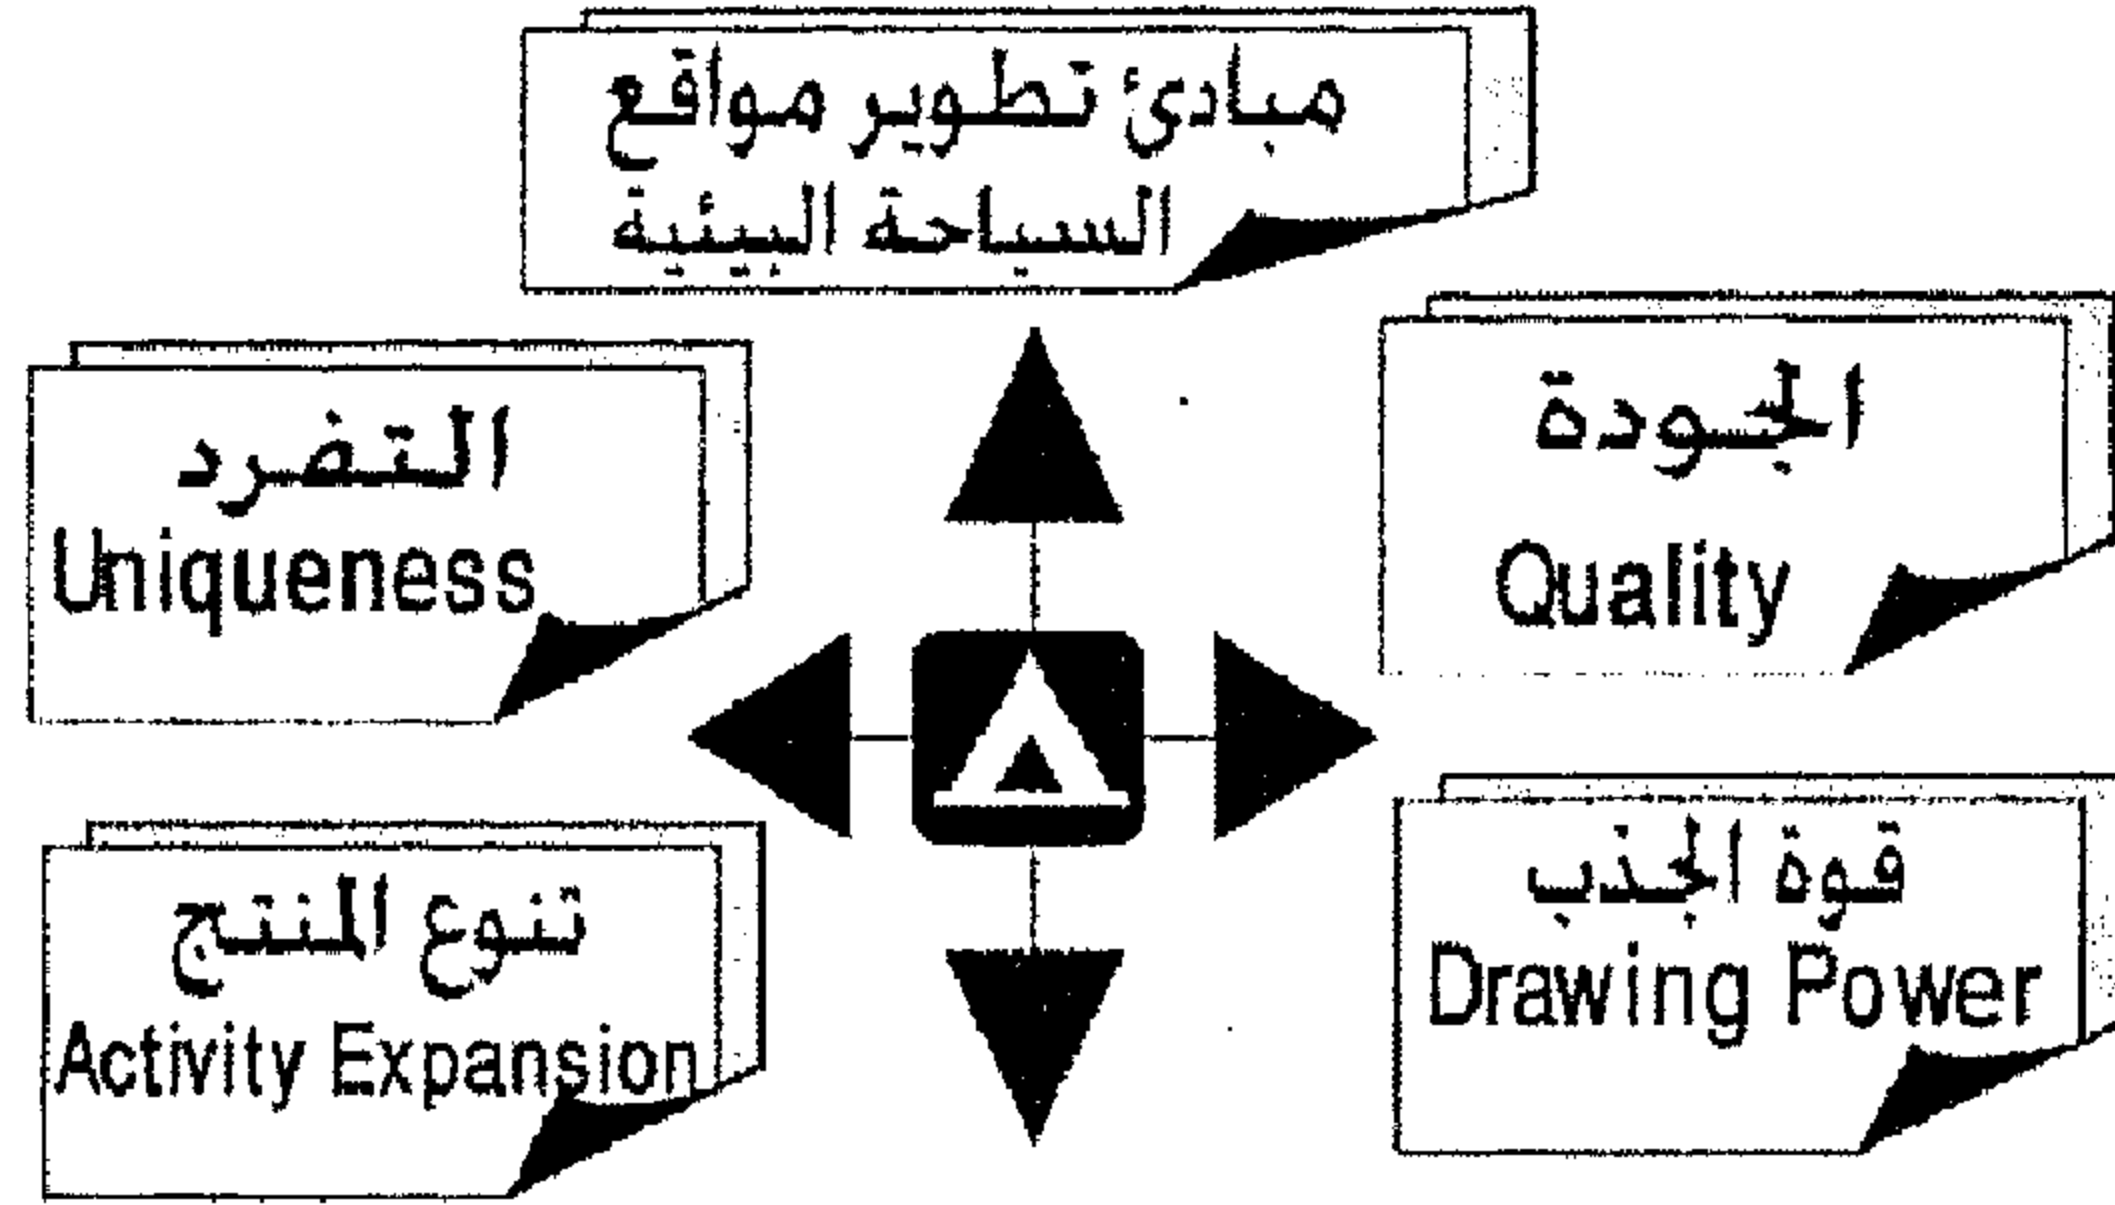 مبادئ تطوير مواقع
السياحة البيئية
الجودة
Quality
التفرد
Uniqueness
قوة الجذب
Drawing Power
تنوع المنتج
Activity Expansion